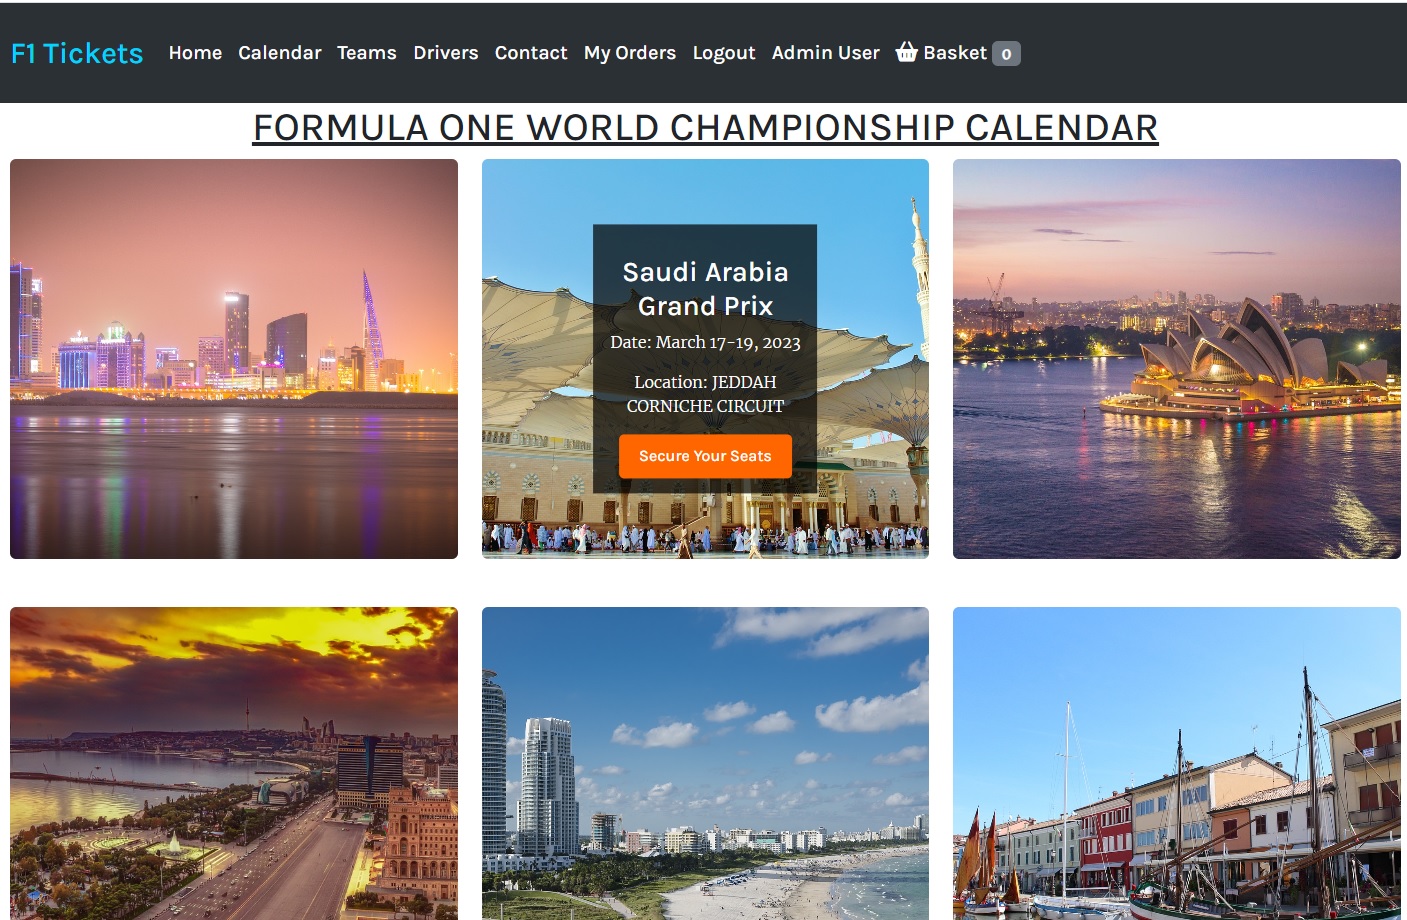 F1 Tickets Home Calendar Teams Drivers Contact My Orders Logout Admin User Basket 0
FORMULA ONE WORLD CHAMPIONSHIP CALENDAR
Saudi Arabia
Grand Prix
Date: March 17-19, 2023
Location: JEDDAH
CORNICHE CIRCUIT
Secure Your Seats